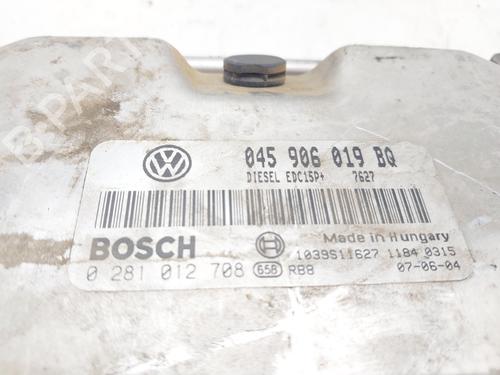 045 906 019 BQ
DIESEL EDC15P+ 7627
BOSCH
Made in Hungary
1039S11627 1184 0315
0 281 012 708 658 RBB 07-06-04
B-PARTS